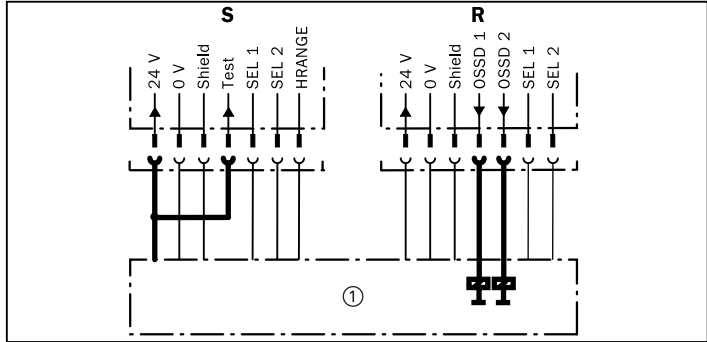 S
R
24 V
0 V
Shield
Test
SEL 1
SEL 2
HRANGE
24 V
0 V
Shield
OSSD 1
OSSD 2
SEL 1
SEL 2
①